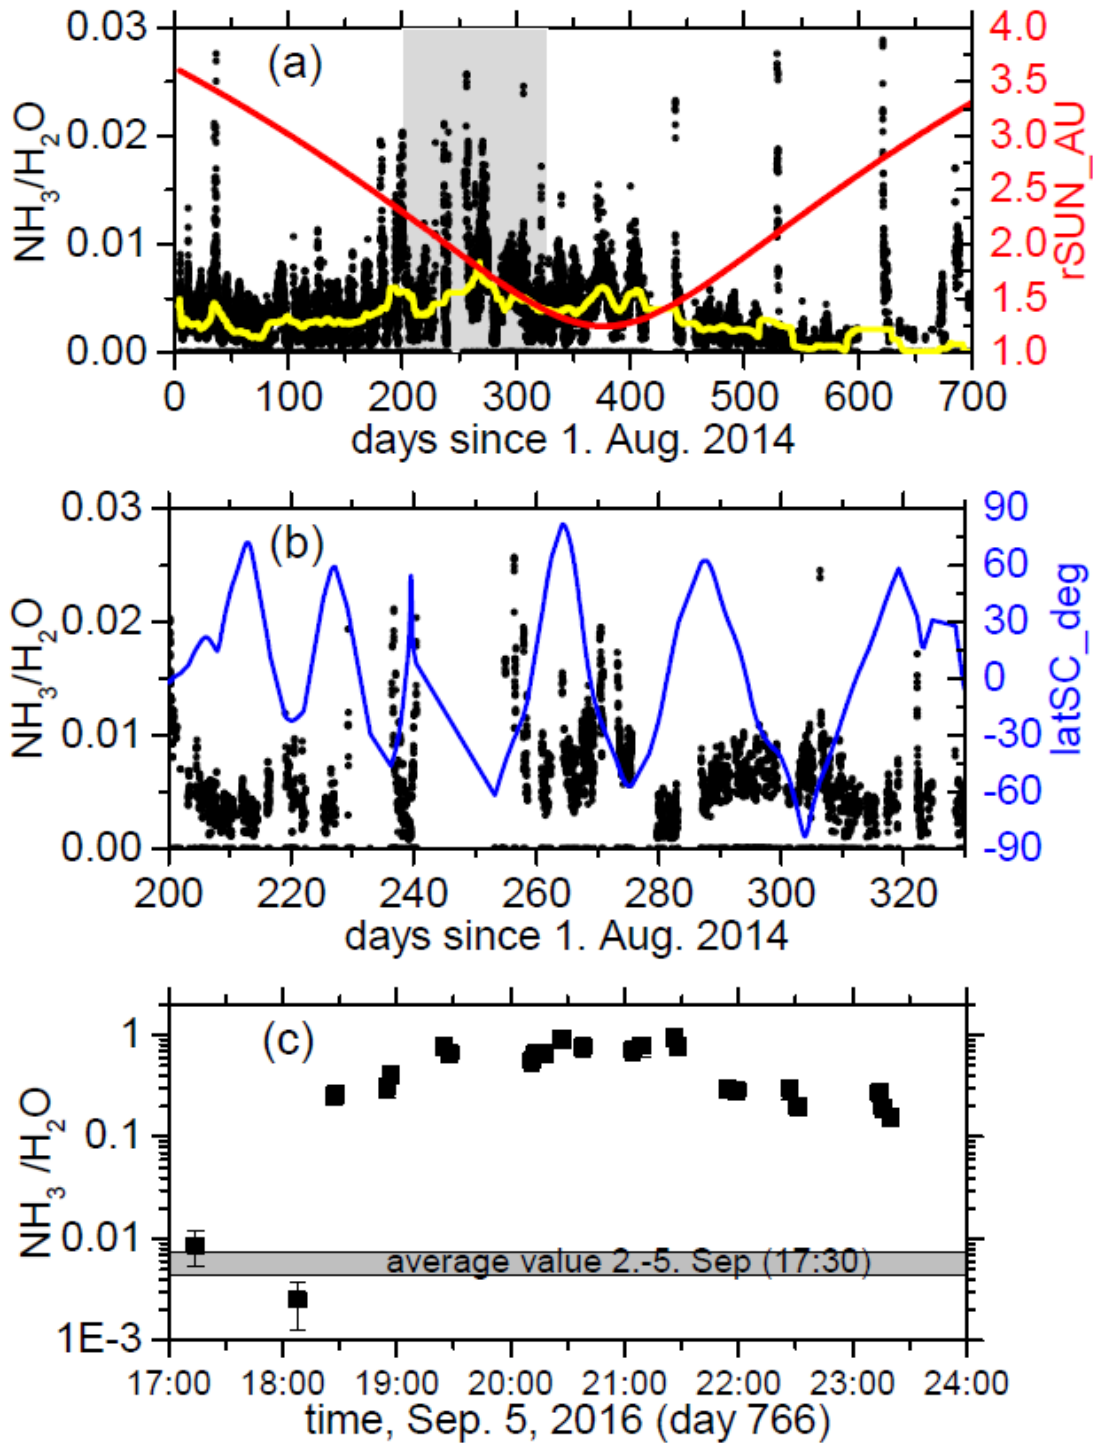 (a)
NH3/H2O
0.03
0.02
0.01
0.00
4.0
3.5
3.0
2.5
2.0
1.5
1.0
rSUN_AU
0 100 200 300 400 500 600 700
days since 1. Aug. 2014
(b)
NH3/H2O
0.03
0.02
0.01
0.00
90
60
30
0
-30
-60
-90
latSC_deg
200 220 240 260 280 300 320
days since 1. Aug. 2014
(c)
NH3 /H2O
1
0.1
0.01
1E-3
average value 2.-5. Sep (17:30)
17:00 18:00 19:00 20:00 21:00 22:00 23:00 24:00
time, Sep. 5, 2016 (day 766)